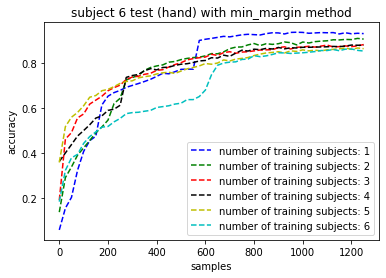 subject 6 test (hand) with min_margin method
accuracy
0.8
0.6
0.4
0.2
number of training subjects: 1
number of training subjects: 2
number of training subjects: 3
number of training subjects: 4
number of training subjects: 5
number of training subjects: 6
0 200 400 600 800 1000 1200
samples